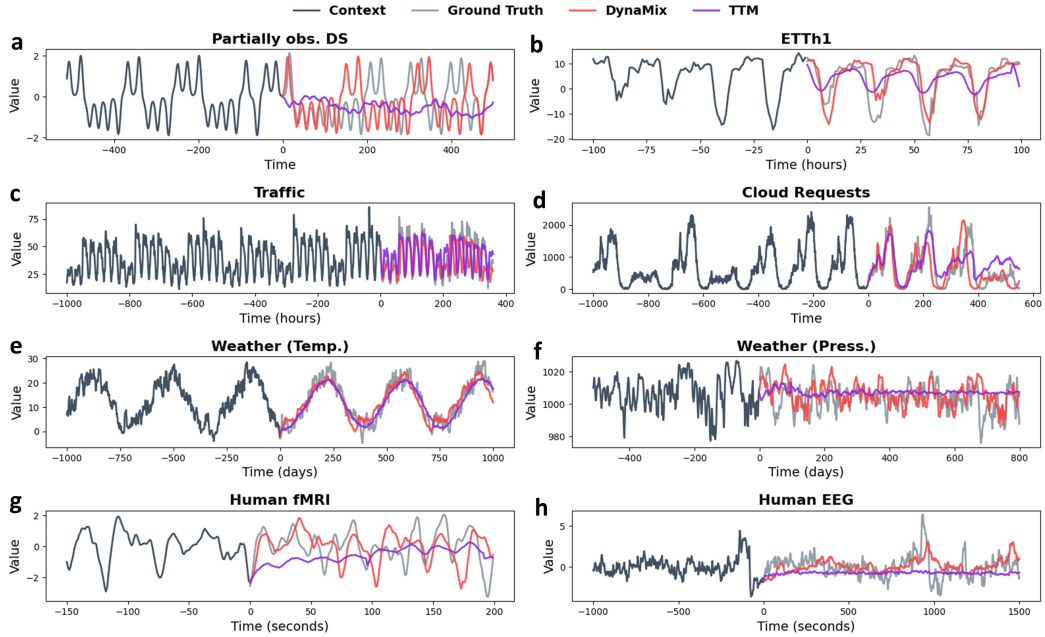 Context Ground Truth DynaMix TTM
a Partially obs. DS
Value
2
0
−2
−400 −200 0 200 400
Time
b ETTh1
Value
10
0
−10
−20
−100 −75 −50 −25 0 25 50 75 100
Time (hours)
c Traffic
Value
75
50
25
−1000 −800 −600 −400 −200 0 200 400
Time (hours)
d Cloud Requests
Value
2000
1000
0
−1000 −800 −600 −400 −200 0 200 400 600
Time
e Weather (Temp.)
Value
30
20
10
0
−1000 −750 −500 −250 0 250 500 750 1000
Time (days)
f Weather (Press.)
Value
1020
1000
980
−400 −200 0 200 400 600 800
Time (days)
g Human fMRI
Value
2
0
−2
−150 −100 −50 0 50 100 150 200
Time (seconds)
h Human EEG
Value
5
0
−1000 −500 0 500 1000 1500
Time (seconds)